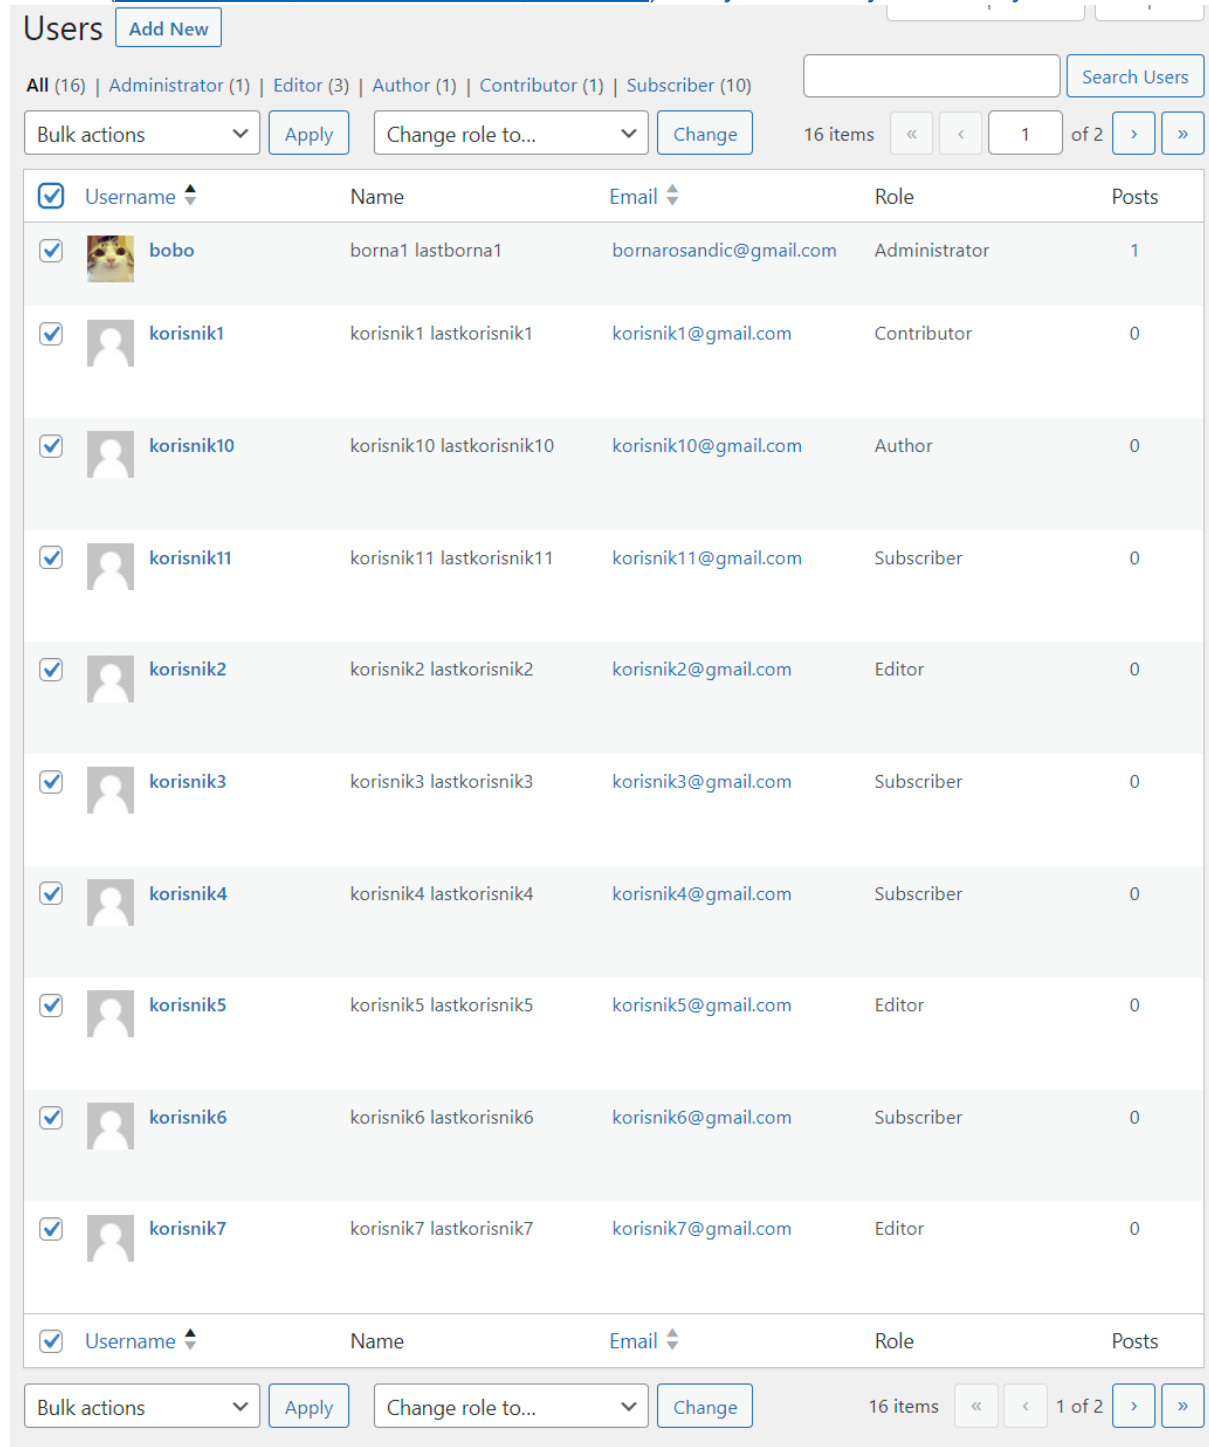 Users Add New
All (16) | Administrator (1) | Editor (3) | Author (1) | Contributor (1) | Subscriber (10) Search Users
Bulk actions Apply Change role to... Change 16 items « ‹ 1 of 2 › »
Username Name Email Role Posts
bobo borna1 lastborna1 bornarosandic@gmail.com Administrator 1
korisnik1 korisnik1 lastkorisnik1 korisnik1@gmail.com Contributor 0
korisnik10 korisnik10 lastkorisnik10 korisnik10@gmail.com Author 0
korisnik11 korisnik11 lastkorisnik11 korisnik11@gmail.com Subscriber 0
korisnik2 korisnik2 lastkorisnik2 korisnik2@gmail.com Editor 0
korisnik3 korisnik3 lastkorisnik3 korisnik3@gmail.com Subscriber 0
korisnik4 korisnik4 lastkorisnik4 korisnik4@gmail.com Subscriber 0
korisnik5 korisnik5 lastkorisnik5 korisnik5@gmail.com Editor 0
korisnik6 korisnik6 lastkorisnik6 korisnik6@gmail.com Subscriber 0
korisnik7 korisnik7 lastkorisnik7 korisnik7@gmail.com Editor 0
Username Name Email Role Posts
Bulk actions Apply Change role to... Change 16 items « ‹ 1 of 2 › »